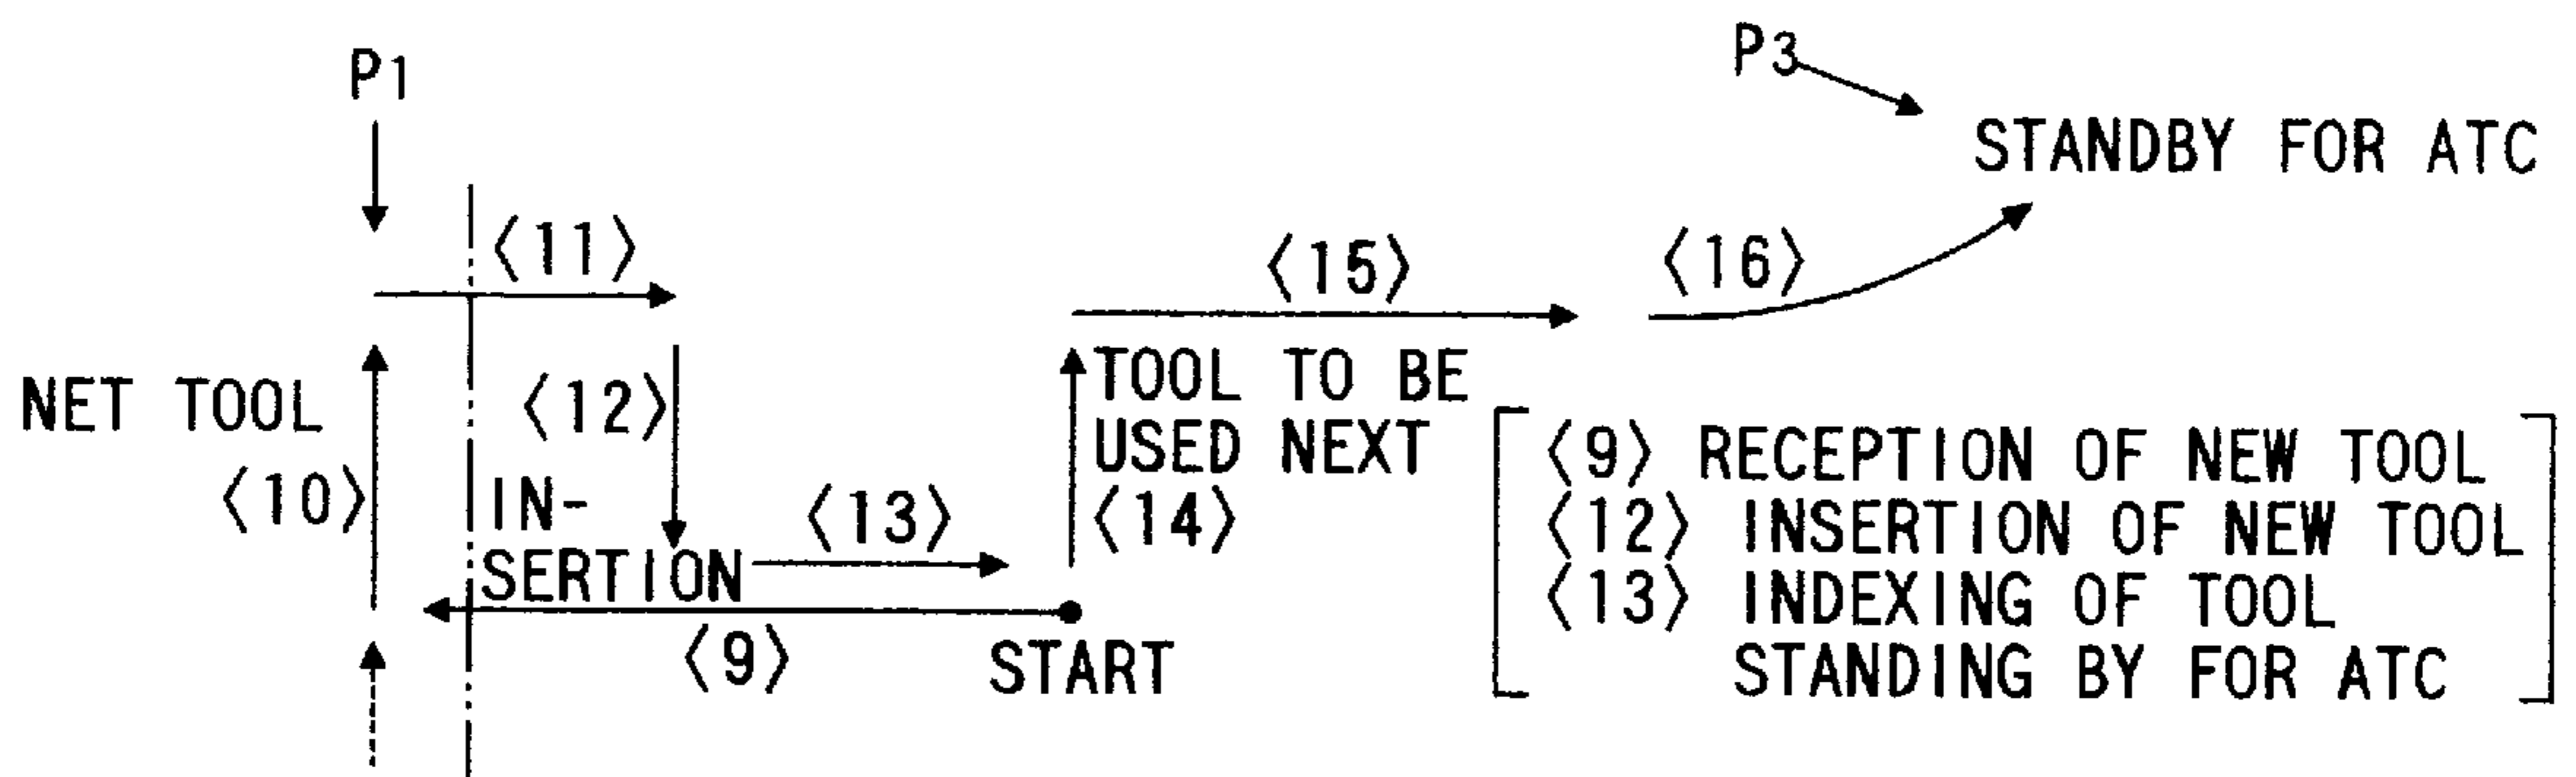 P1
P3
STANDBY FOR ATC
〈11〉
〈15〉
〈16〉
NET TOOL
〈12〉
TOOL TO BE
USED NEXT
〈10〉
IN-
SERTION
〈13〉
〈14〉
〈9〉
START
〈9〉 RECEPTION OF NEW TOOL
〈12〉 INSERTION OF NEW TOOL
〈13〉 INDEXING OF TOOL
STANDING BY FOR ATC